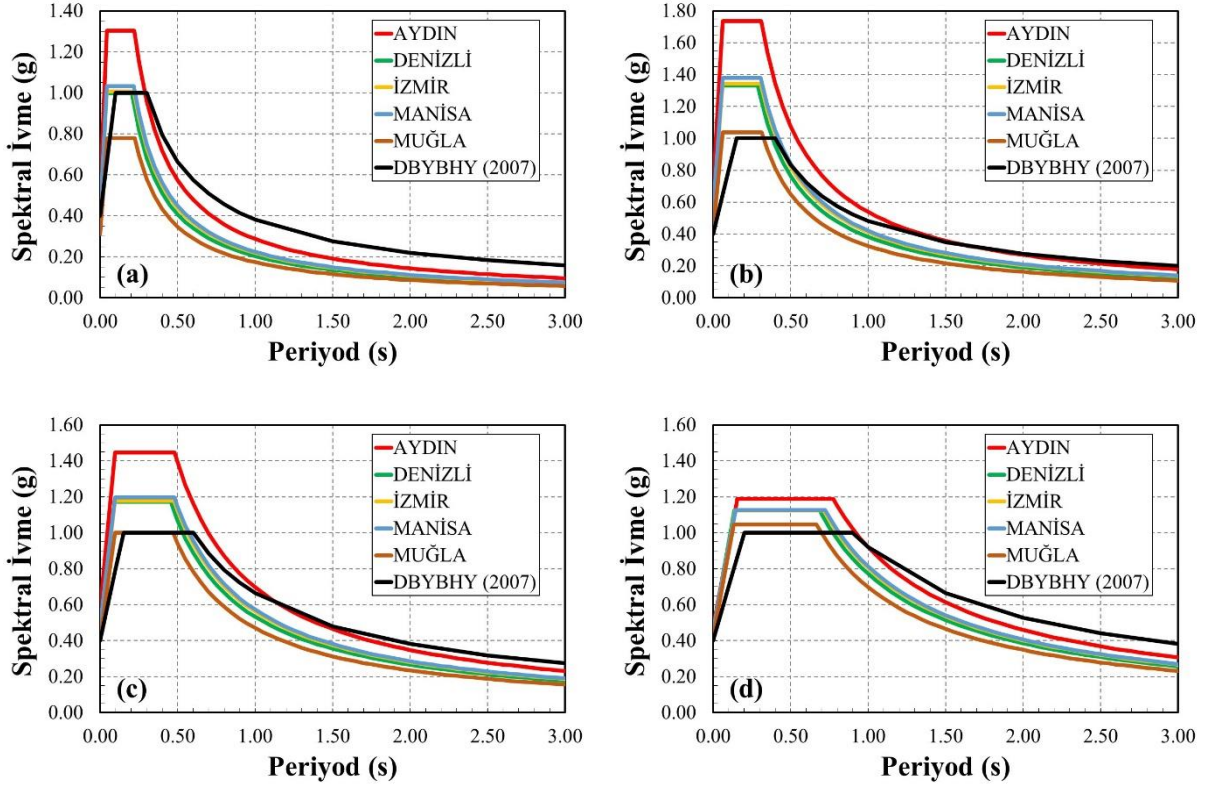 Spektral İvme (g)
1.40
1.20
1.00
0.80
0.60
0.40
0.20
0.00
AYDIN
DENİZLİ
İZMİR
MANİSA
MUĞLA
DBYBHY (2007)
(a)
0.00 0.50 1.00 1.50 2.00 2.50 3.00
Periyod (s)
Spektral İvme (g)
1.80
1.60
1.40
1.20
1.00
0.80
0.60
0.40
0.20
0.00
AYDIN
DENİZLİ
İZMİR
MANİSA
MUĞLA
DBYBHY (2007)
(b)
0.00 0.50 1.00 1.50 2.00 2.50 3.00
Periyod (s)
Spektral İvme (g)
1.60
1.40
1.20
1.00
0.80
0.60
0.40
0.20
0.00
AYDIN
DENİZLİ
İZMİR
MANİSA
MUĞLA
DBYBHY (2007)
(c)
0.00 0.50 1.00 1.50 2.00 2.50 3.00
Periyod (s)
Spektral İvme (g)
1.60
1.40
1.20
1.00
0.80
0.60
0.40
0.20
0.00
AYDIN
DENİZLİ
İZMİR
MANİSA
MUĞLA
DBYBHY (2007)
(d)
0.00 0.50 1.00 1.50 2.00 2.50 3.00
Periyod (s)